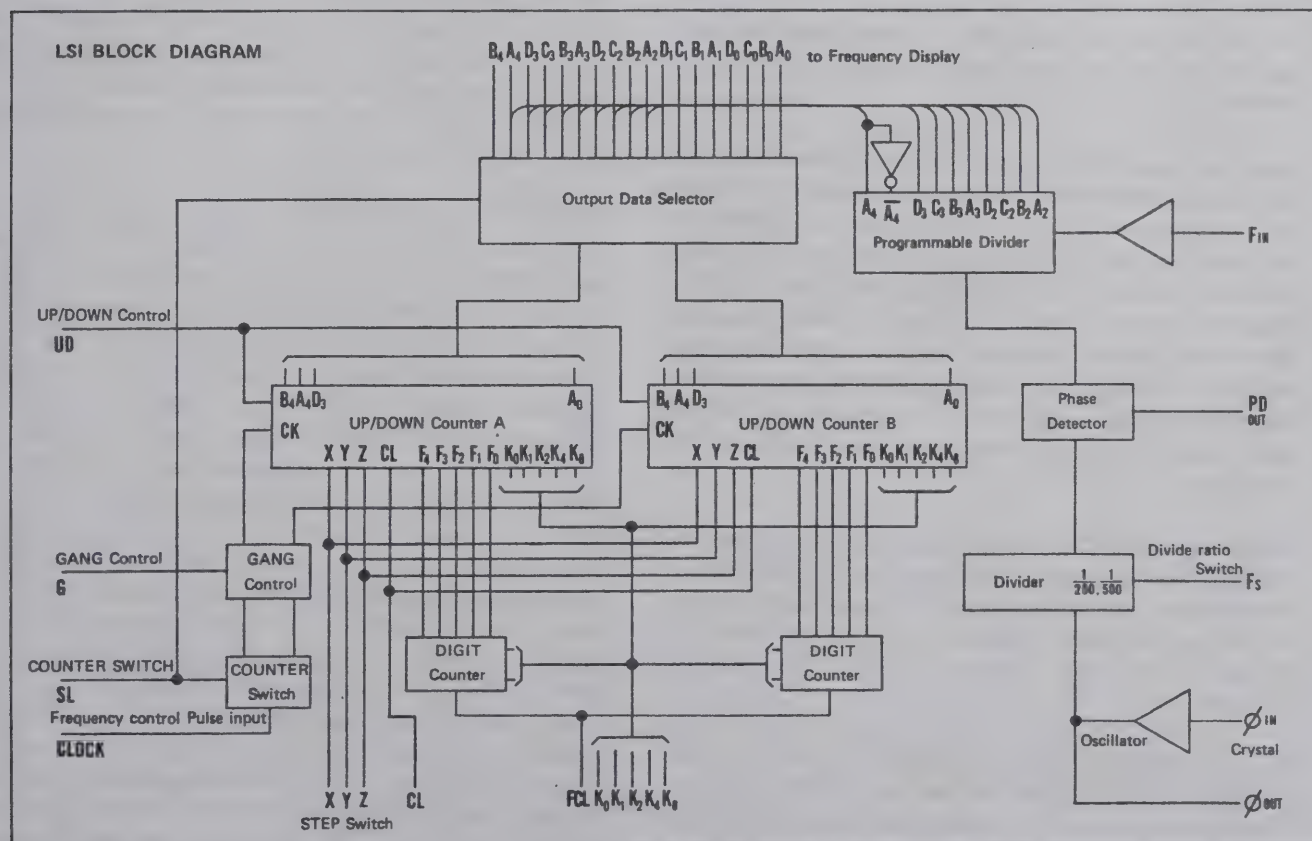 LSI BLOCK DIAGRAM
B₄ A₄ D₃ C₃ B₃ A₃ D₂ C₂ B₂ A₂ D₁ C₁ B₁ A₁ D₀ C₀ B₀ A₀ to Frequency Display
Output Data Selector
A₄ A̅₄ D₃ C₃ B₃ A₃ D₂ C₂ B₂ A₂
Programmable Divider
FIN
UP/DOWN Control
UD
B₄ A₄ D₃ A₀
UP/DOWN Counter A
CK
X Y Z CL F₄ F₃ F₂ F₁ F₀ K₀ K₁ K₂ K₄ K₈
B₄ A₄ D₃ A₀
UP/DOWN Counter B
CK
X Y Z CL F₄ F₃ F₂ F₁ F₀ K₀ K₁ K₂ K₄ K₈
Phase
Detector
PD
OUT
GANG Control
G
GANG
Control
Divider 1/250, 1/500
Divide ratio
Switch
Fs
COUNTER SWITCH
SL
COUNTER
Switch
DIGIT
Counter
DIGIT
Counter
Frequency control Pulse input
C̅L̅O̅C̅K̅
Oscillator
ØIN
Crystal
ØOUT
X Y Z CL
STEP Switch
FCL K₀ K₁ K₂ K₄ K₈